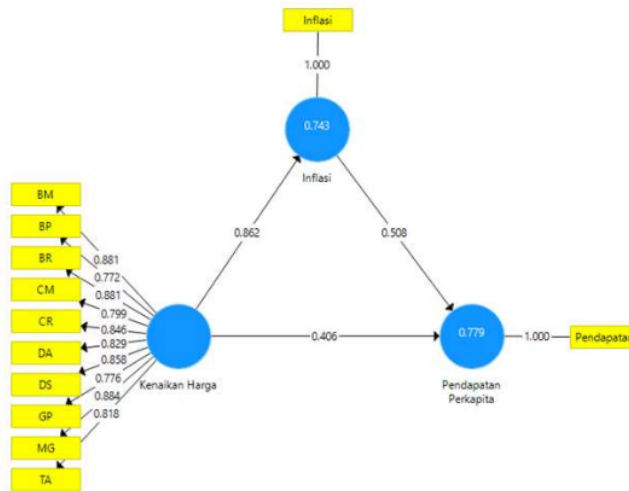 Inflasi
1.000
0.743
Inflasi
BM
BP
BR
CM
CR
DA
DS
GP
MG
TA
0.881
0.772
0.881
0.799
0.846
0.829
0.858
0.776
0.884
0.818
0.862
0.508
0.406
Kenaikan Harga
0.779
1.000
Pendapatan
Pendapatan
Perkapita